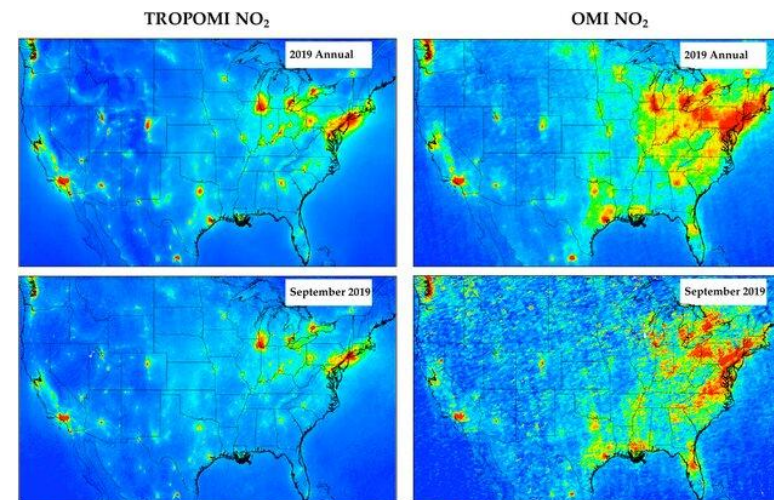 TROPOMI NO₂
OMI NO₂
2019 Annual
2019 Annual
September 2019
September 2019